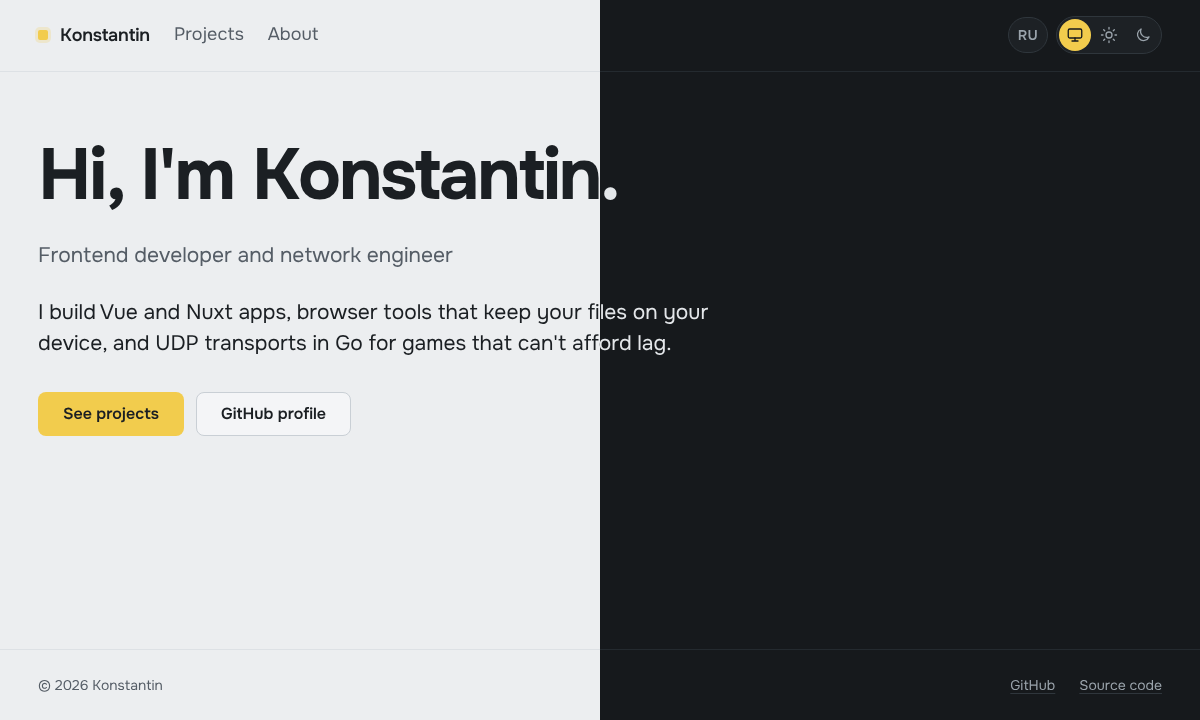 Konstantin Projects About RU
Hi, I'm Konstantin.
Frontend developer and network engineer
I build Vue and Nuxt apps, browser tools that keep your files on your
device, and UDP transports in Go for games that can't afford lag.
See projects GitHub profile
© 2026 Konstantin GitHub Source code